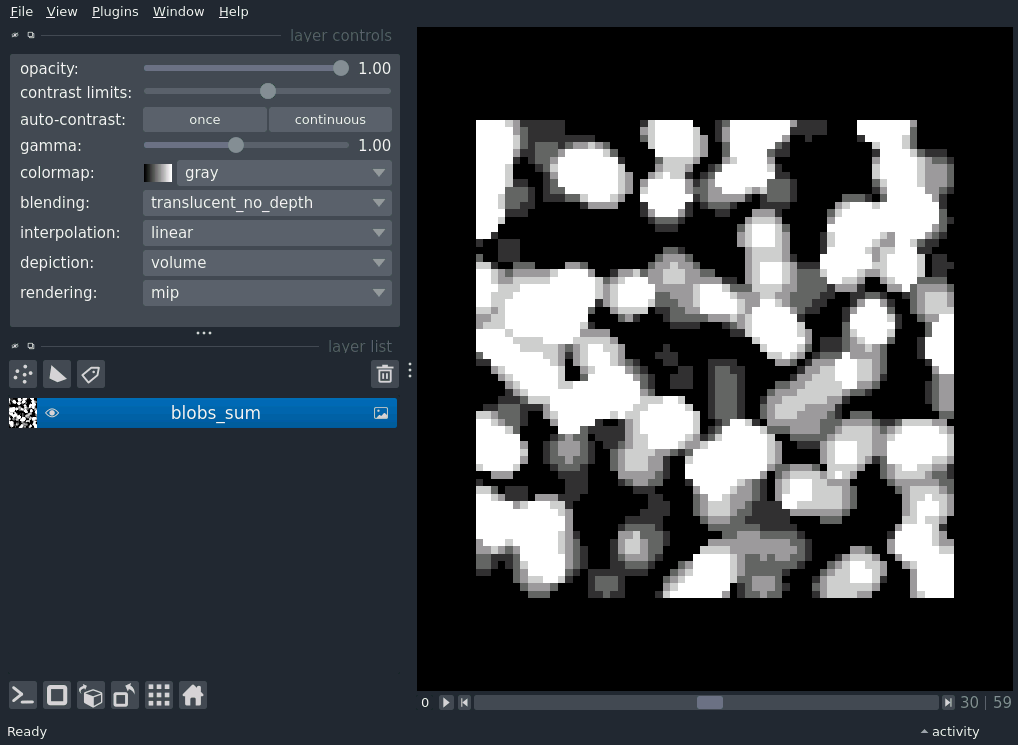 File View Plugins Window Help
layer controls
opacity: 1.00
contrast limits:
auto-contrast: once continuous
gamma: 1.00
colormap: gray
blending: translucent_no_depth
interpolation: linear
depiction: volume
rendering: mip
layer list
blobs_sum
0 30 | 59
Ready activity